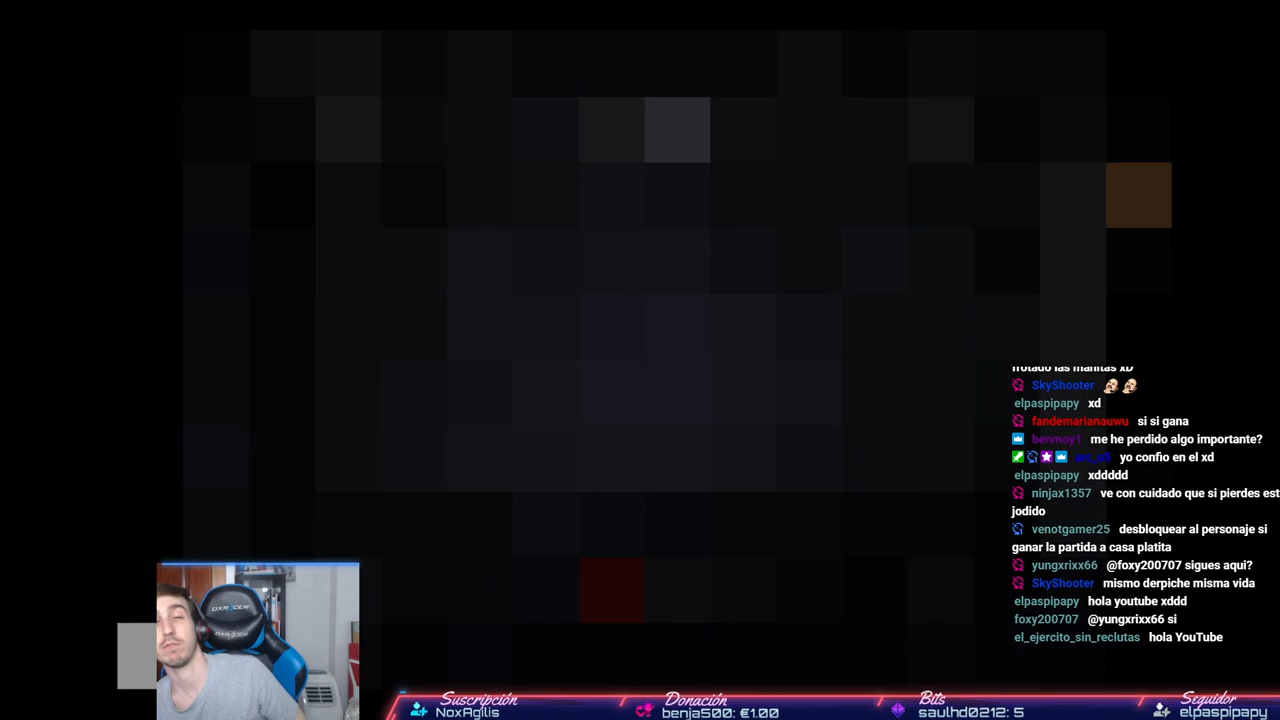 frotado las manitas xD
SkyShooter
elpaspipapy xd
fandemarianauwu si si gana
benmoy1 me he perdido algo importante?
yo confio en el xd
elpaspipapy xddddd
ninjax1357 ve con cuidado que si pierdes est
jodido
venotgamer25 desbloquear al personaje si
ganar la partida a casa platita
yungxrixx66 @foxy200707 sigues aqui?
SkyShooter mismo derpiche misma vida
elpaspipapy hola youtube xddd
foxy200707 @yungxrixx66 si
el_ejercito_sin_reclutas hola YouTube
DXRACER
Suscripción
NoxAgilis
Donación
benja500: €1.00
Bits
saulhd0212: 5
Seguidor
elpaspipapy